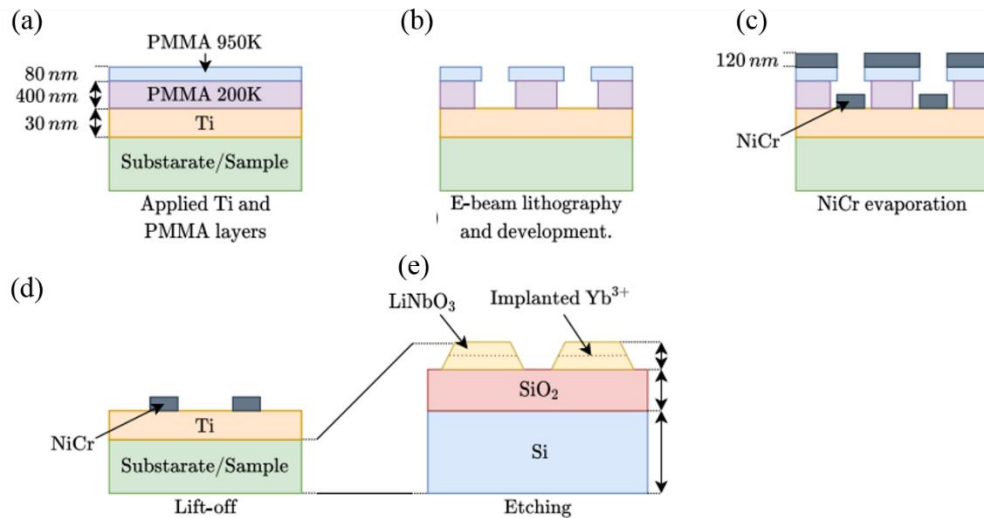 (a)
PMMA 950K
80 nm
400 nm
PMMA 200K
30 nm
Ti
Substarate/Sample
Applied Ti and
PMMA layers
(b)
E-beam lithography
)
and development.
(c)
120 nm
NiCr
NiCr evaporation
(d)
NiCr
Ti
Substarate/Sample
Lift-off
(e)
LiNbO₃
Implanted Yb³⁺
SiO₂
Si
Etching